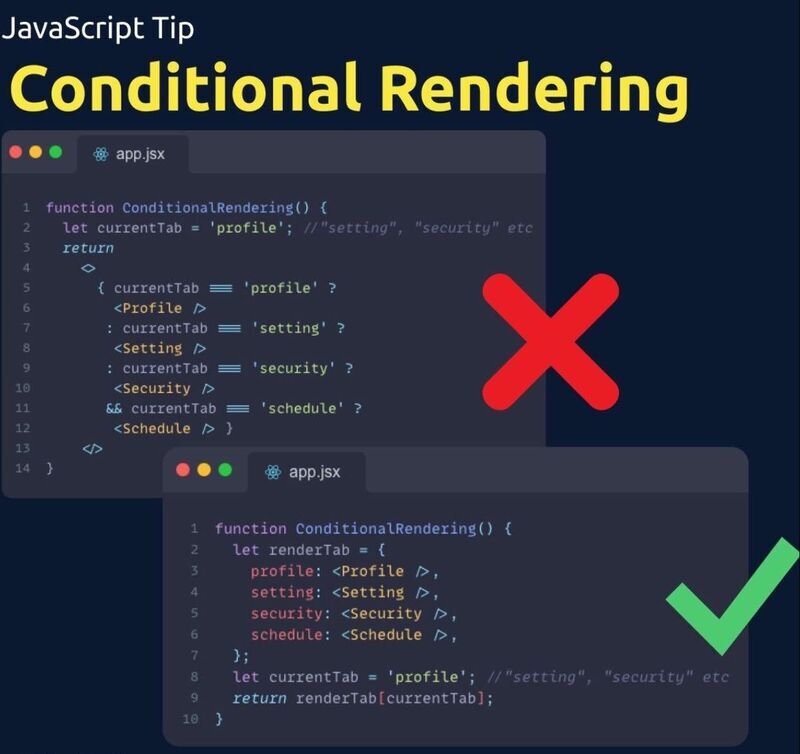 JavaScript Tip
Conditional Rendering
app.jsx
1 function ConditionalRendering() {
2 let currentTab = 'profile'; //"setting", "security" etc
3 return
4 <>
5 { currentTab === 'profile' ?
6 <Profile />
7 : currentTab === 'setting' ?
8 <Setting />
9 : currentTab === 'security' ?
10 <Security />
11 && currentTab === 'schedule' ?
12 <Schedule /> }
13 </>
14 }
app.jsx
1 function ConditionalRendering() {
2 let renderTab = {
3 profile: <Profile />,
4 setting: <Setting />,
5 security: <Security />,
6 schedule: <Schedule />,
7 };
8 let currentTab = 'profile'; //"setting", "security" etc
9 return renderTab[currentTab];
10 }